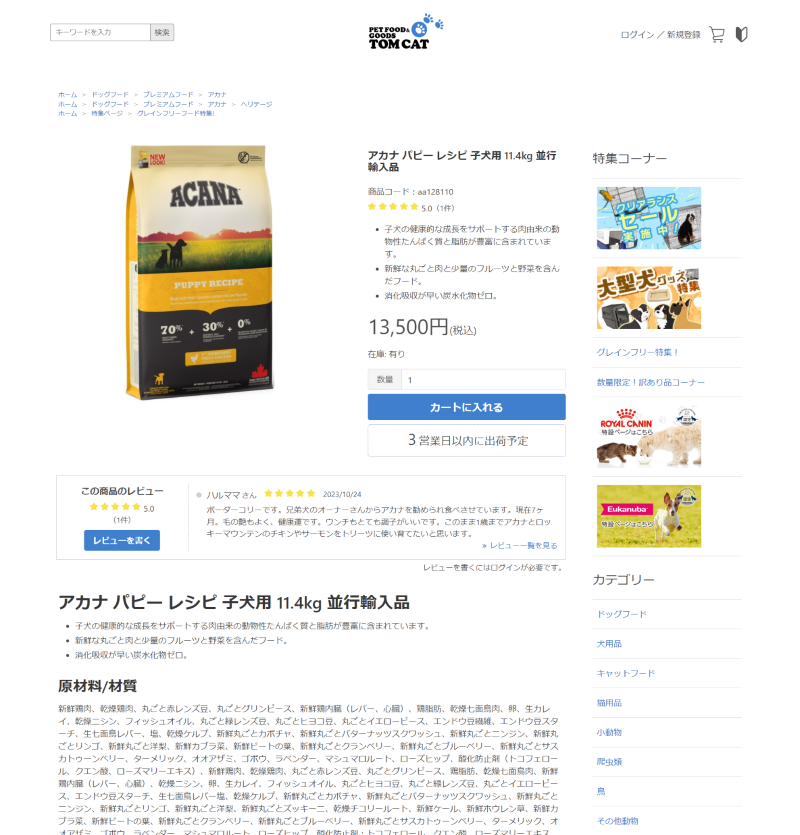 キーワードを入力 検索
PET FOOD & GOODS
TOMCAT
ログイン ／ 新規登録
ホーム ＞ ドッグフード ＞ プレミアムフード ＞ アカナ
ホーム ＞ ドッグフード ＞ プレミアムフード ＞ アカナ ＞ ヘリテージ
ホーム ＞ 特集ページ ＞ グレインフリーフード特集!
NEW LOOK!
ACANA
PUPPY RECIPE
70% + 30% + 0%
アカナ パピー レシピ 子犬用 11.4kg 並行
輸入品
商品コード：aa128110
5.0（1件）
子犬の健康的な成長をサポートする肉由来の動
物性たんぱく質と脂肪が豊富に含まれていま
す。
新鮮な丸ごと肉と少量のフルーツと野菜を含ん
だフード。
消化吸収が早い炭水化物ゼロ。
13,500円(税込)
在庫: 有り
数量 1
カートに入れる
3 営業日以内に出荷予定
特集コーナー
クリアランス
セール
実施中！
大型犬グッズ特集
グレインフリー特集！
数量限定！訳あり品コーナー
ROYAL CANIN
特設ページはこちら
Eukanuba
特設ページはこちら
カテゴリー
ドッグフード
犬用品
キャットフード
猫用品
小動物
爬虫類
鳥
その他動物
この商品のレビュー
5.0
（1件）
レビューを書く
ハルママ さん 2023/10/24
ボーダーコリーです。兄弟犬のオーナーさんからアカナを勧められ食べさせています。現在7ヶ
月。毛の艶もよく、健康運です。ウンチもとても調子がいいです。このまま1歳までアカナとロッ
キーマウンテンのチキンやサーモンをトリーツに使い育てたいと思います。
» レビュー一覧を見る
レビューを書くにはログインが必要です。
アカナ パピー レシピ 子犬用 11.4kg 並行輸入品
子犬の健康的な成長をサポートする肉由来の動物性たんぱく質と脂肪が豊富に含まれています。
新鮮な丸ごと肉と少量のフルーツと野菜を含んだフード。
消化吸収が早い炭水化物ゼロ。
原材料/材質
新鮮鶏肉、乾燥鶏肉、丸ごと赤レンズ豆、丸ごとグリンピース、新鮮鶏内臓（レバー、心臓）、鶏脂肪、乾燥七面鳥肉、卵、生カレ
イ、乾燥ニシン、フィッシュオイル、丸ごと緑レンズ豆、丸ごとヒヨコ豆、丸ごとイエローピース、エンドウ豆繊維、エンドウ豆スタ
ーチ、生七面鳥レバー、塩、乾燥ケルプ、新鮮丸ごとカボチャ、新鮮丸ごとバターナッツスクワッシュ、新鮮丸ごとニンジン、新鮮丸
ごとリンゴ、新鮮丸ごと洋梨、新鮮カブラ菜、新鮮ビートの葉、新鮮丸ごとクランベリー、新鮮丸ごとブルーベリー、新鮮丸ごとサス
カトゥーンベリー、ターメリック、オオアザミ、ゴボウ、ラベンダー、マシュマロルート、ローズヒップ、酸化防止剤（トコフェロー
ル、クエン酸、ローズマリーエキス）、新鮮鶏肉、乾燥鶏肉、丸ごと赤レンズ豆、丸ごとグリンピース、鶏脂肪、乾燥七面鳥肉、新鮮
鶏内臓（レバー、心臓）、乾燥ニシン、卵、生カレイ、フィッシュオイル、丸ごとヒヨコ豆、丸ごと緑レンズ豆、丸ごとイエローピー
ス、エンドウ豆スターチ、生七面鳥レバー塩、乾燥ケルプ、新鮮丸ごとカボチャ、新鮮丸ごとバターナッツスクワッシュ、新鮮丸ごと
ニンジン、新鮮丸ごとリンゴ、新鮮丸ごと洋梨、新鮮丸ごとズッキーニ、乾燥チコリールート、新鮮ケール、新鮮ホウレン草、新鮮カ
ブラ菜、新鮮ビートの葉、新鮮丸ごとクランベリー、新鮮丸ごとブルーベリー、新鮮丸ごとサスカトゥーンベリー、ターメリック、オ
オアザミ、ゴボウ、ラベンダー、マシュマロルート、ローズヒップ、酸化防止剤：トコフェロール、クエン酸、ローズマリーエキス